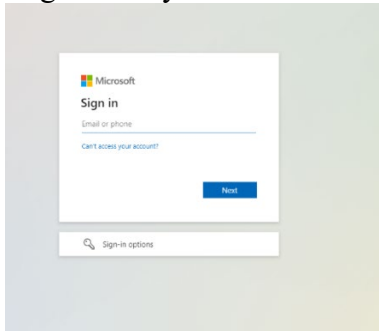 Microsoft
Sign in
Email or phone
Can't access your account?
Next
Sign-in options